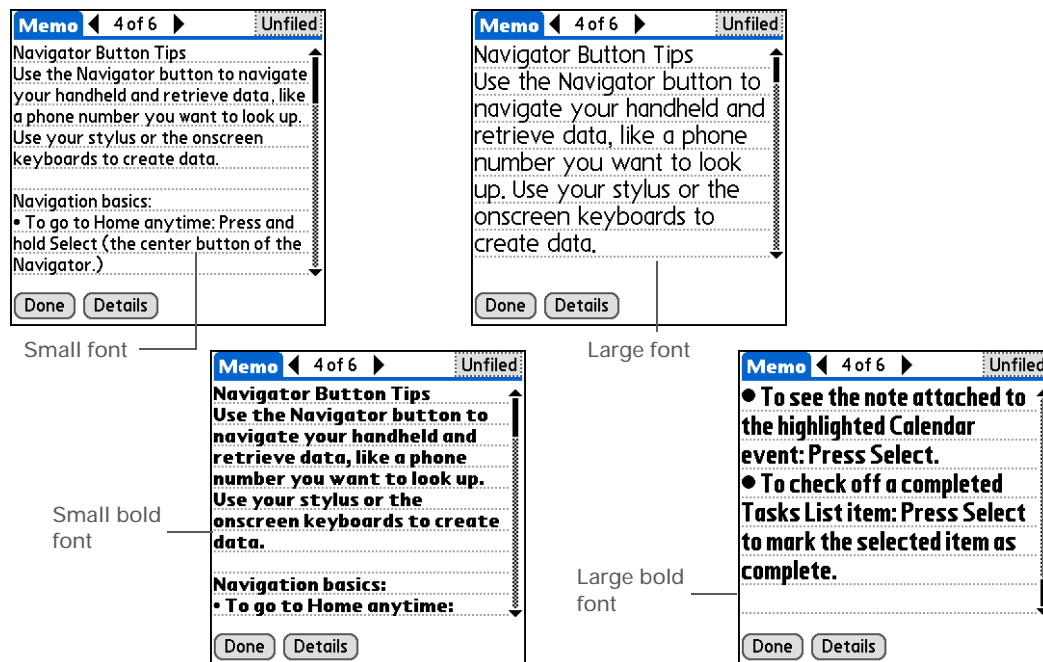 Memo 4 of 6 Unfiled
Navigator Button Tips
Use the Navigator button to navigate
your handheld and retrieve data, like
a phone number you want to look up.
Use your stylus or the onscreen
keyboards to create data.
Navigation basics:
• To go to Home anytime: Press and
hold Select (the center button of the
Navigator.)
Done Details
Small font
Memo 4 of 6 Unfiled
Navigator Button Tips
Use the Navigator button to
navigate your handheld and
retrieve data, like a phone
number you want to look
up. Use your stylus or the
onscreen keyboards to
create data.
Done Details
Large font
Memo 4 of 6 Unfiled
Navigator Button Tips
Use the Navigator button to
navigate your handheld and
retrieve data, like a phone
number you want to look up.
Use your stylus or the
onscreen keyboards to create
data.
Navigation basics:
• To go to Home anytime:
Done Details
Small bold
font
Memo 4 of 6 Unfiled
• To see the note attached to
the highlighted Calendar
event: Press Select.
• To check off a completed
Tasks List item: Press Select
to mark the selected item as
complete.
Done Details
Large bold
font